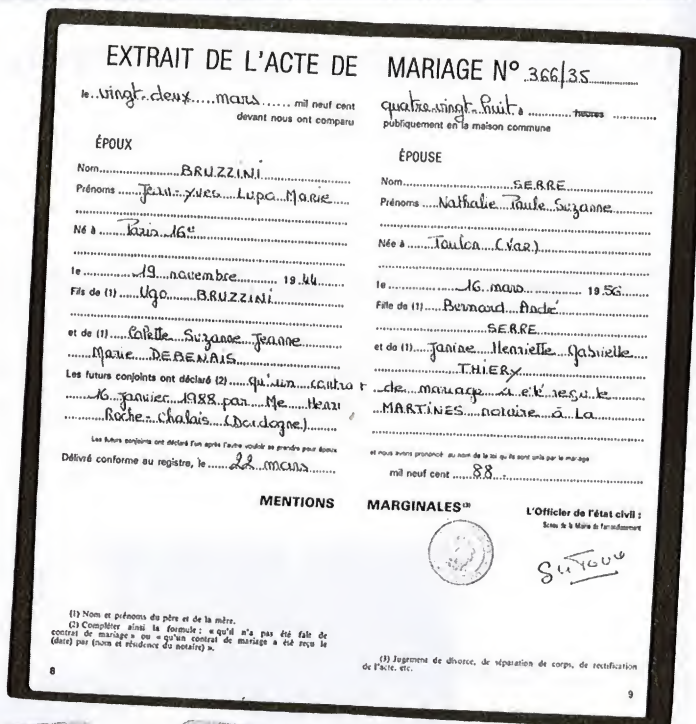 EXTRAIT DE L'ACTE DE MARIAGE N° 366/35
le vingt deux mars mil neuf cent quatre vingt huit à heures
devant nous ont comparu publiquement en la maison commune
ÉPOUX
Nom BRUZZINI
Prénoms Jean-Yves Lupo Marie
Né à Paris 16e
le 19 novembre 1944
Fils de (1) Ugo BRUZZINI
et de (1) Colette Suzanne Jeanne
Marie DEBENAIS
Les futurs conjoints ont déclaré (2) qu'un contrat
16 janvier 1988 par Me Henri
Roche-Chalais (Dordogne)
Les futurs conjoints ont déclaré l'un après l'autre vouloir se prendre pour époux
Délivré conforme au registre, le 22 mars
ÉPOUSE
Nom SERRE
Prénoms Nathalie Paule Suzanne
Née à Toulon (Var)
le 16 mars 1956
Fille de (1) Bernard André
SERRE
et de (1) Janine Henriette Gabrielle
THIERY
de mariage a été reçu le
MARTINES notaire à La
et nous avons prononcé au nom de la loi qu'ils sont unis par le mariage
mil neuf cent 88
MENTIONS MARGINALES (3)
L'Officier de l'état civil :
Sceau de la Mairie de l'arrondissement
(1) Nom et prénoms du père et de la mère.
(2) Compléter ainsi la formule : « qu'il n'a pas été fait de
contrat de mariage » ou « qu'un contrat de mariage a été reçu le
(date) par (nom et résidence du notaire) ».
8
(3) Jugement de divorce, de séparation de corps, de rectification
de l'acte, etc.
9